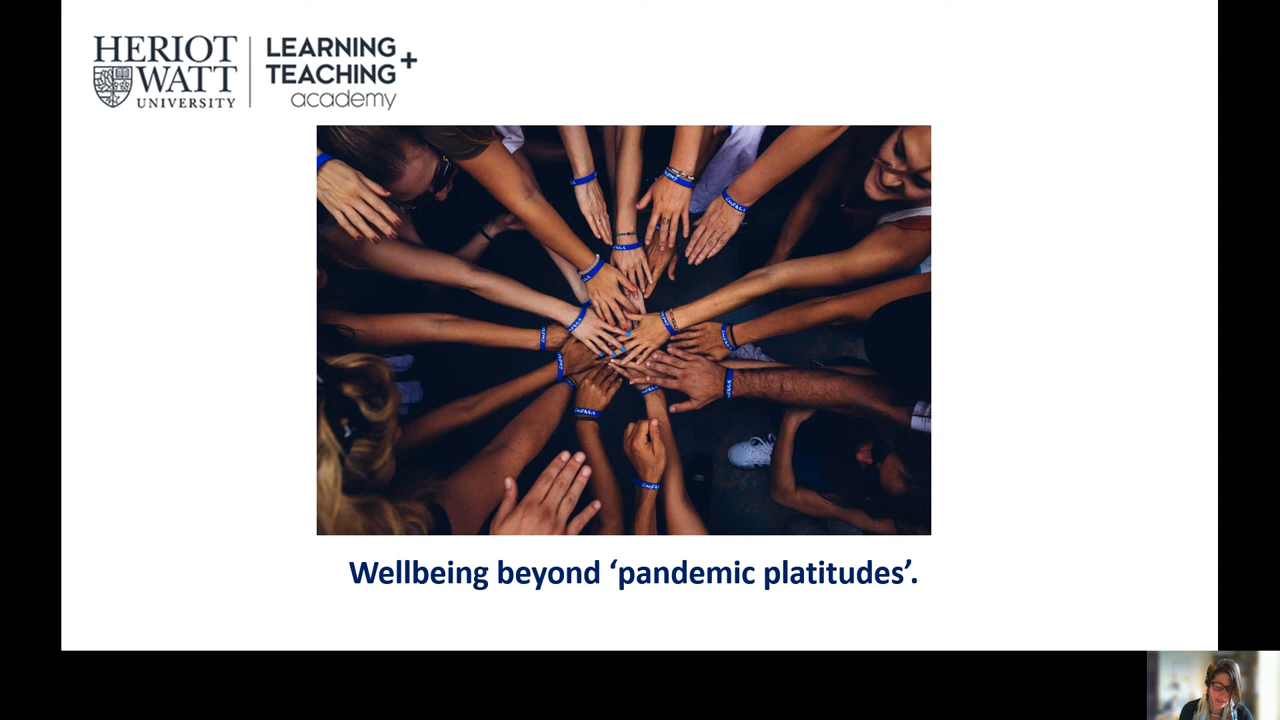 HERIOT
WATT
UNIVERSITY
LEARNING +
TEACHING
academy
Wellbeing beyond ‘pandemic platitudes’.